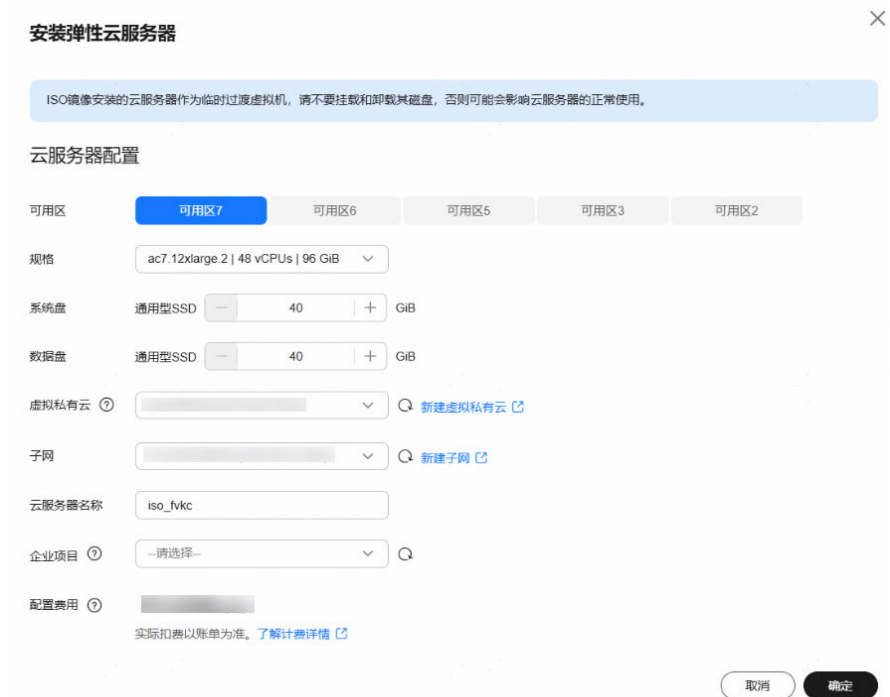 安装弹性云服务器
ISO镜像安装的云服务器作为临时过渡虚拟机，请不要挂载和卸载其磁盘，否则可能会影响云服务器的正常使用。
云服务器配置
可用区 可用区7 可用区6 可用区5 可用区3 可用区2
规格 ac7.12xlarge.2 | 48 vCPUs | 96 GiB
系统盘 通用型SSD — 40 + GiB
数据盘 通用型SSD — 40 + GiB
虚拟私有云 ? 新建虚拟私有云
子网 新建子网
云服务器名称 iso_fvkc
企业项目 ? --请选择--
配置费用 ?
实际扣费以账单为准。了解计费详情
取消 确定